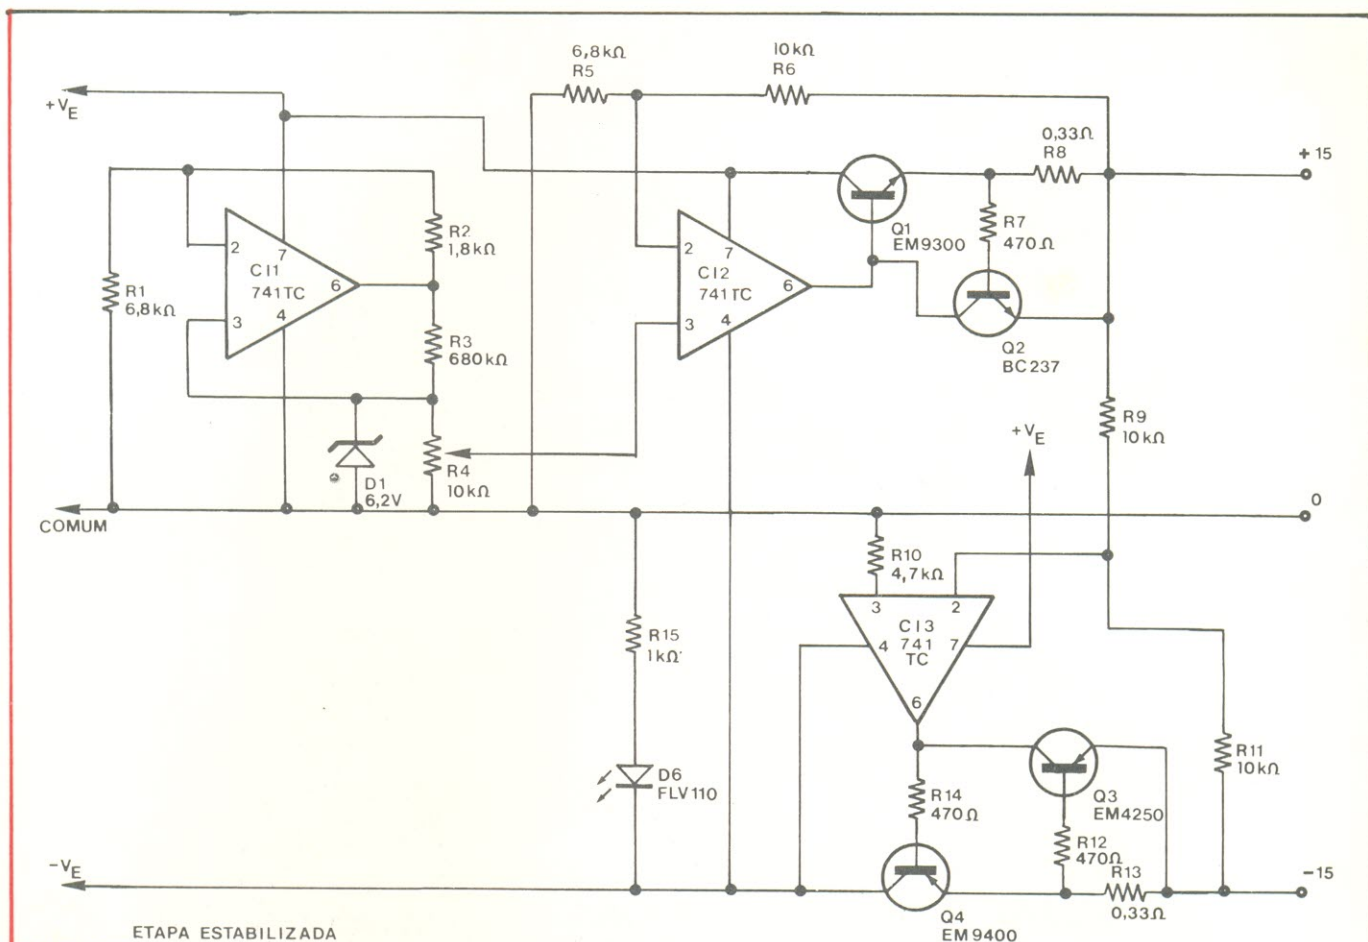 6,8kΩ
R5
10kΩ
R6
+VE
0,33Ω
R8
+15
R2
1,8kΩ
R7
470Ω
Q1
EM9300
2
7
CI1
741TC
6
3
4
R1
6,8kΩ
2
7
CI2
741TC
6
3
4
R3
680kΩ
Q2
BC237
R9
10kΩ
+VE
D1
6,2V
R4
10kΩ
COMUM
0
R10
4,7kΩ
3
2
CI3
741
TC
4
7
6
R15
1kΩ
D6
FLV110
R14
470Ω
Q3
EM4250
R11
10kΩ
R12
470Ω
R13
0,33Ω
-VE
-15
Q4
EM9400
ETAPA ESTABILIZADA